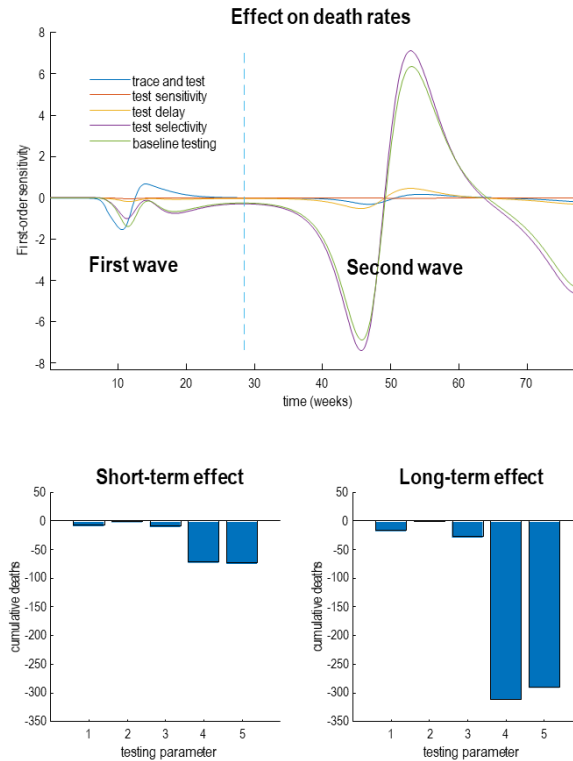 Effect on death rates
8
6
4
2
0
-2
-4
-6
-8
First-order sensitivity
trace and test
test sensitivity
test delay
test selectivity
baseline testing
First wave
Second wave
10 20 30 40 50 60 70
time (weeks)
Short-term effect
50
0
-50
-100
-150
-200
-250
-300
-350
cumulative deaths
1 2 3 4 5
testing parameter
Long-term effect
50
0
-50
-100
-150
-200
-250
-300
-350
cumulative deaths
1 2 3 4 5
testing parameter